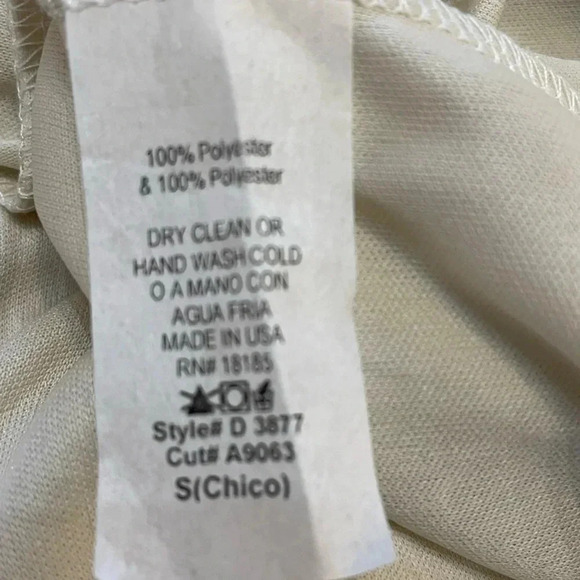 100% Polyester
& 100% Polyester
DRY CLEAN OR
HAND WASH COLD
O A MANO CON
AGUA FRIA
MADE IN USA
RN# 18185
Style# D 3877
Cut# A9063
S(Chico)